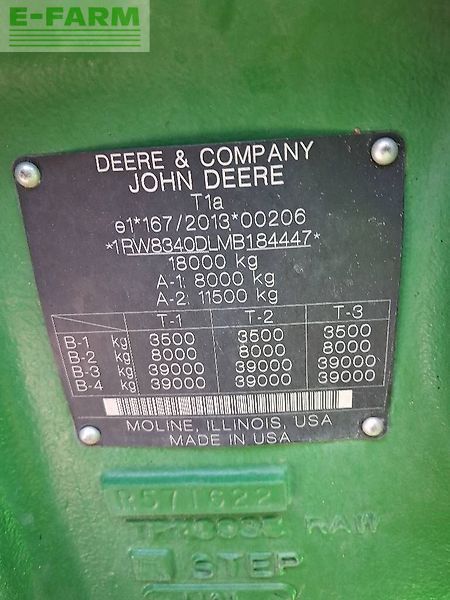 E-FARM
DEERE & COMPANY
JOHN DEERE
T1a
e1*167/2013*00206
*1RW8340DLMB184447*
18000 kg
A-1: 8000 kg
A-2: 11500 kg
T-1 T-2 T-3
B-1 kg 3500 3500 3500
B-2 kg 8000 8000 8000
B-3 kg 39000 39000 39000
B-4 kg 39000 39000 39000
MOLINE, ILLINOIS, USA
MADE IN USA
R571622
RAW
STEP